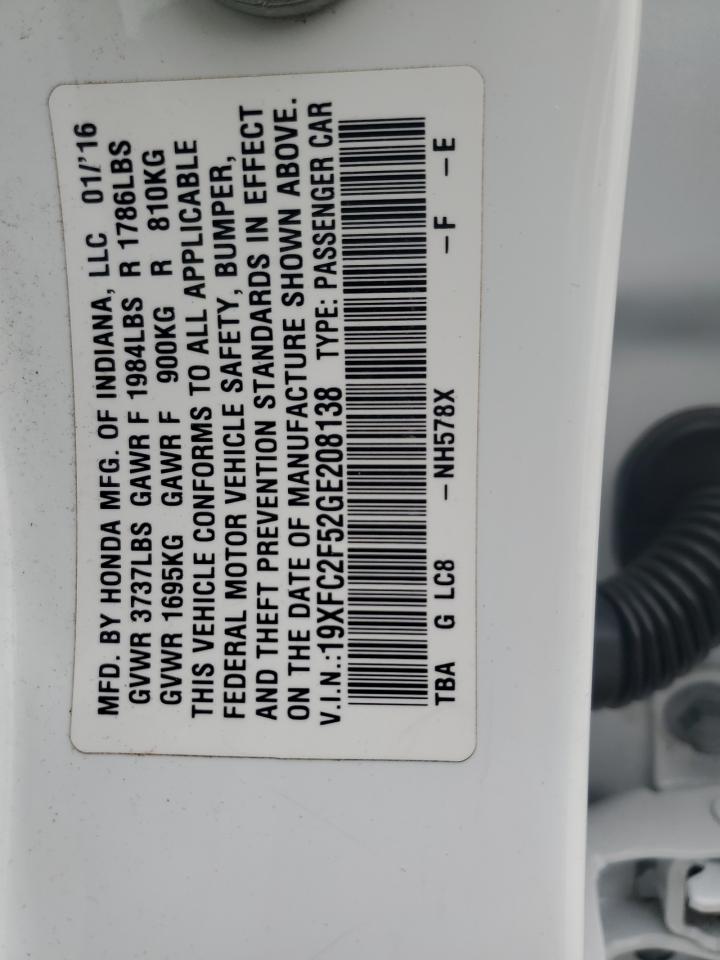 MFD. BY HONDA MFG. OF INDIANA, LLC 01/'16
GVWR 3737LBS GAWR F 1984LBS R 1786LBS
GVWR 1695KG GAWR F 900KG R 810KG
THIS VEHICLE CONFORMS TO ALL APPLICABLE
FEDERAL MOTOR VEHICLE SAFETY, BUMPER,
AND THEFT PREVENTION STANDARDS IN EFFECT
ON THE DATE OF MANUFACTURE SHOWN ABOVE.
V.I.N.:19XFC2F52GE208138 TYPE: PASSENGER CAR
TBA G LC8 -NH578X -F -E